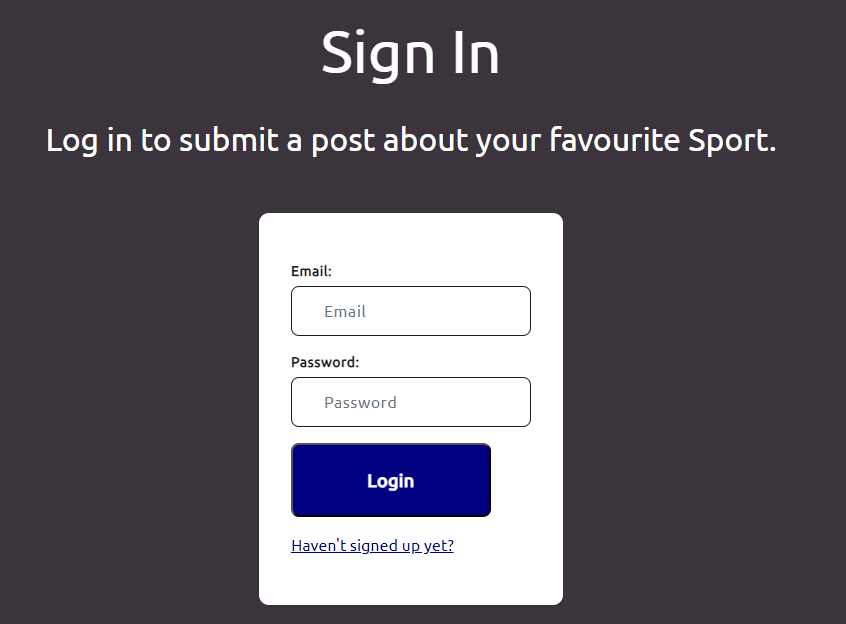 Sign In
Log in to submit a post about your favourite Sport.
Email:
Email
Password:
Password
Login
Haven't signed up yet?